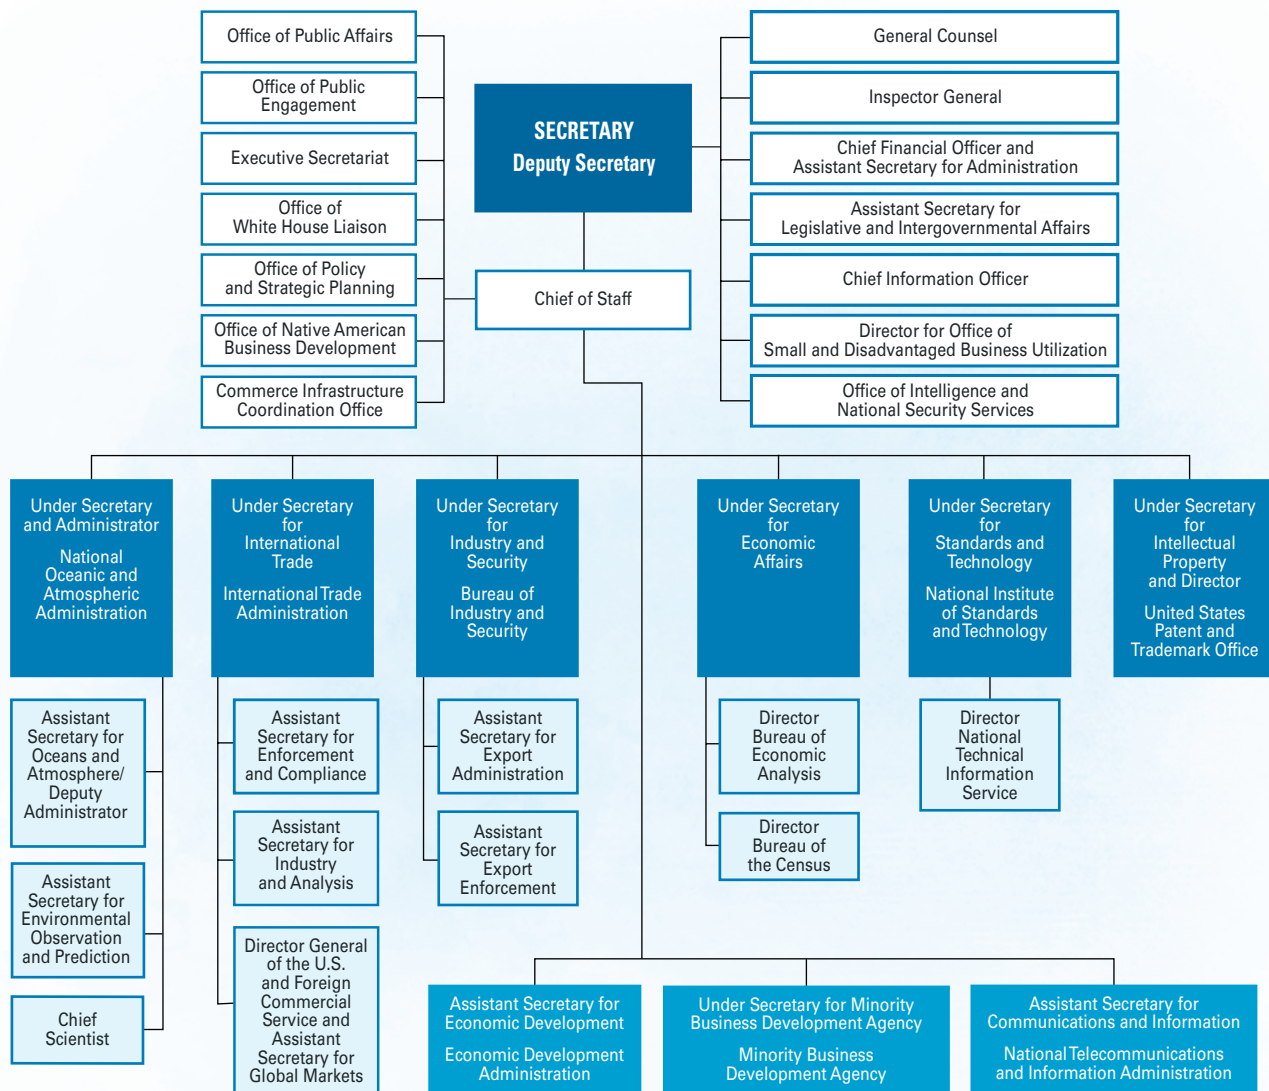 Office of Public Affairs
Office of Public
Engagement
Executive Secretariat
Office of
White House Liaison
Office of Policy
and Strategic Planning
Office of Native American
Business Development
Commerce Infrastructure
Coordination Office
SECRETARY
Deputy Secretary
Chief of Staff
General Counsel
Inspector General
Chief Financial Officer and
Assistant Secretary for Administration
Assistant Secretary for
Legislative and Intergovernmental Affairs
Chief Information Officer
Director for Office of
Small and Disadvantaged Business Utilization
Office of Intelligence and
National Security Services
Under Secretary
and Administrator
National
Oceanic and
Atmospheric
Administration
Assistant
Secretary for
Oceans and
Atmosphere/
Deputy
Administrator
Assistant
Secretary for
Environmental
Observation
and Prediction
Chief
Scientist
Under Secretary
for
International
Trade
International Trade
Administration
Assistant
Secretary for
Enforcement
and Compliance
Assistant
Secretary for
Industry
and Analysis
Director General
of the U.S.
and Foreign
Commercial
Service and
Assistant
Secretary for
Global Markets
Under Secretary
for
Industry and
Security
Bureau of
Industry and
Security
Assistant
Secretary for
Export
Administration
Assistant
Secretary for
Export
Enforcement
Under Secretary
for
Economic
Affairs
Director
Bureau of
Economic
Analysis
Director
Bureau of
the Census
Under Secretary
for
Standards and
Technology
National Institute
of Standards
and Technology
Director
National
Technical
Information
Service
Under Secretary
for
Intellectual
Property
and Director
United States
Patent and
Trademark Office
Assistant Secretary for
Economic Development
Economic Development
Administration
Under Secretary for Minority
Business Development Agency
Minority Business
Development Agency
Assistant Secretary for
Communications and Information
National Telecommunications
and Information Administration